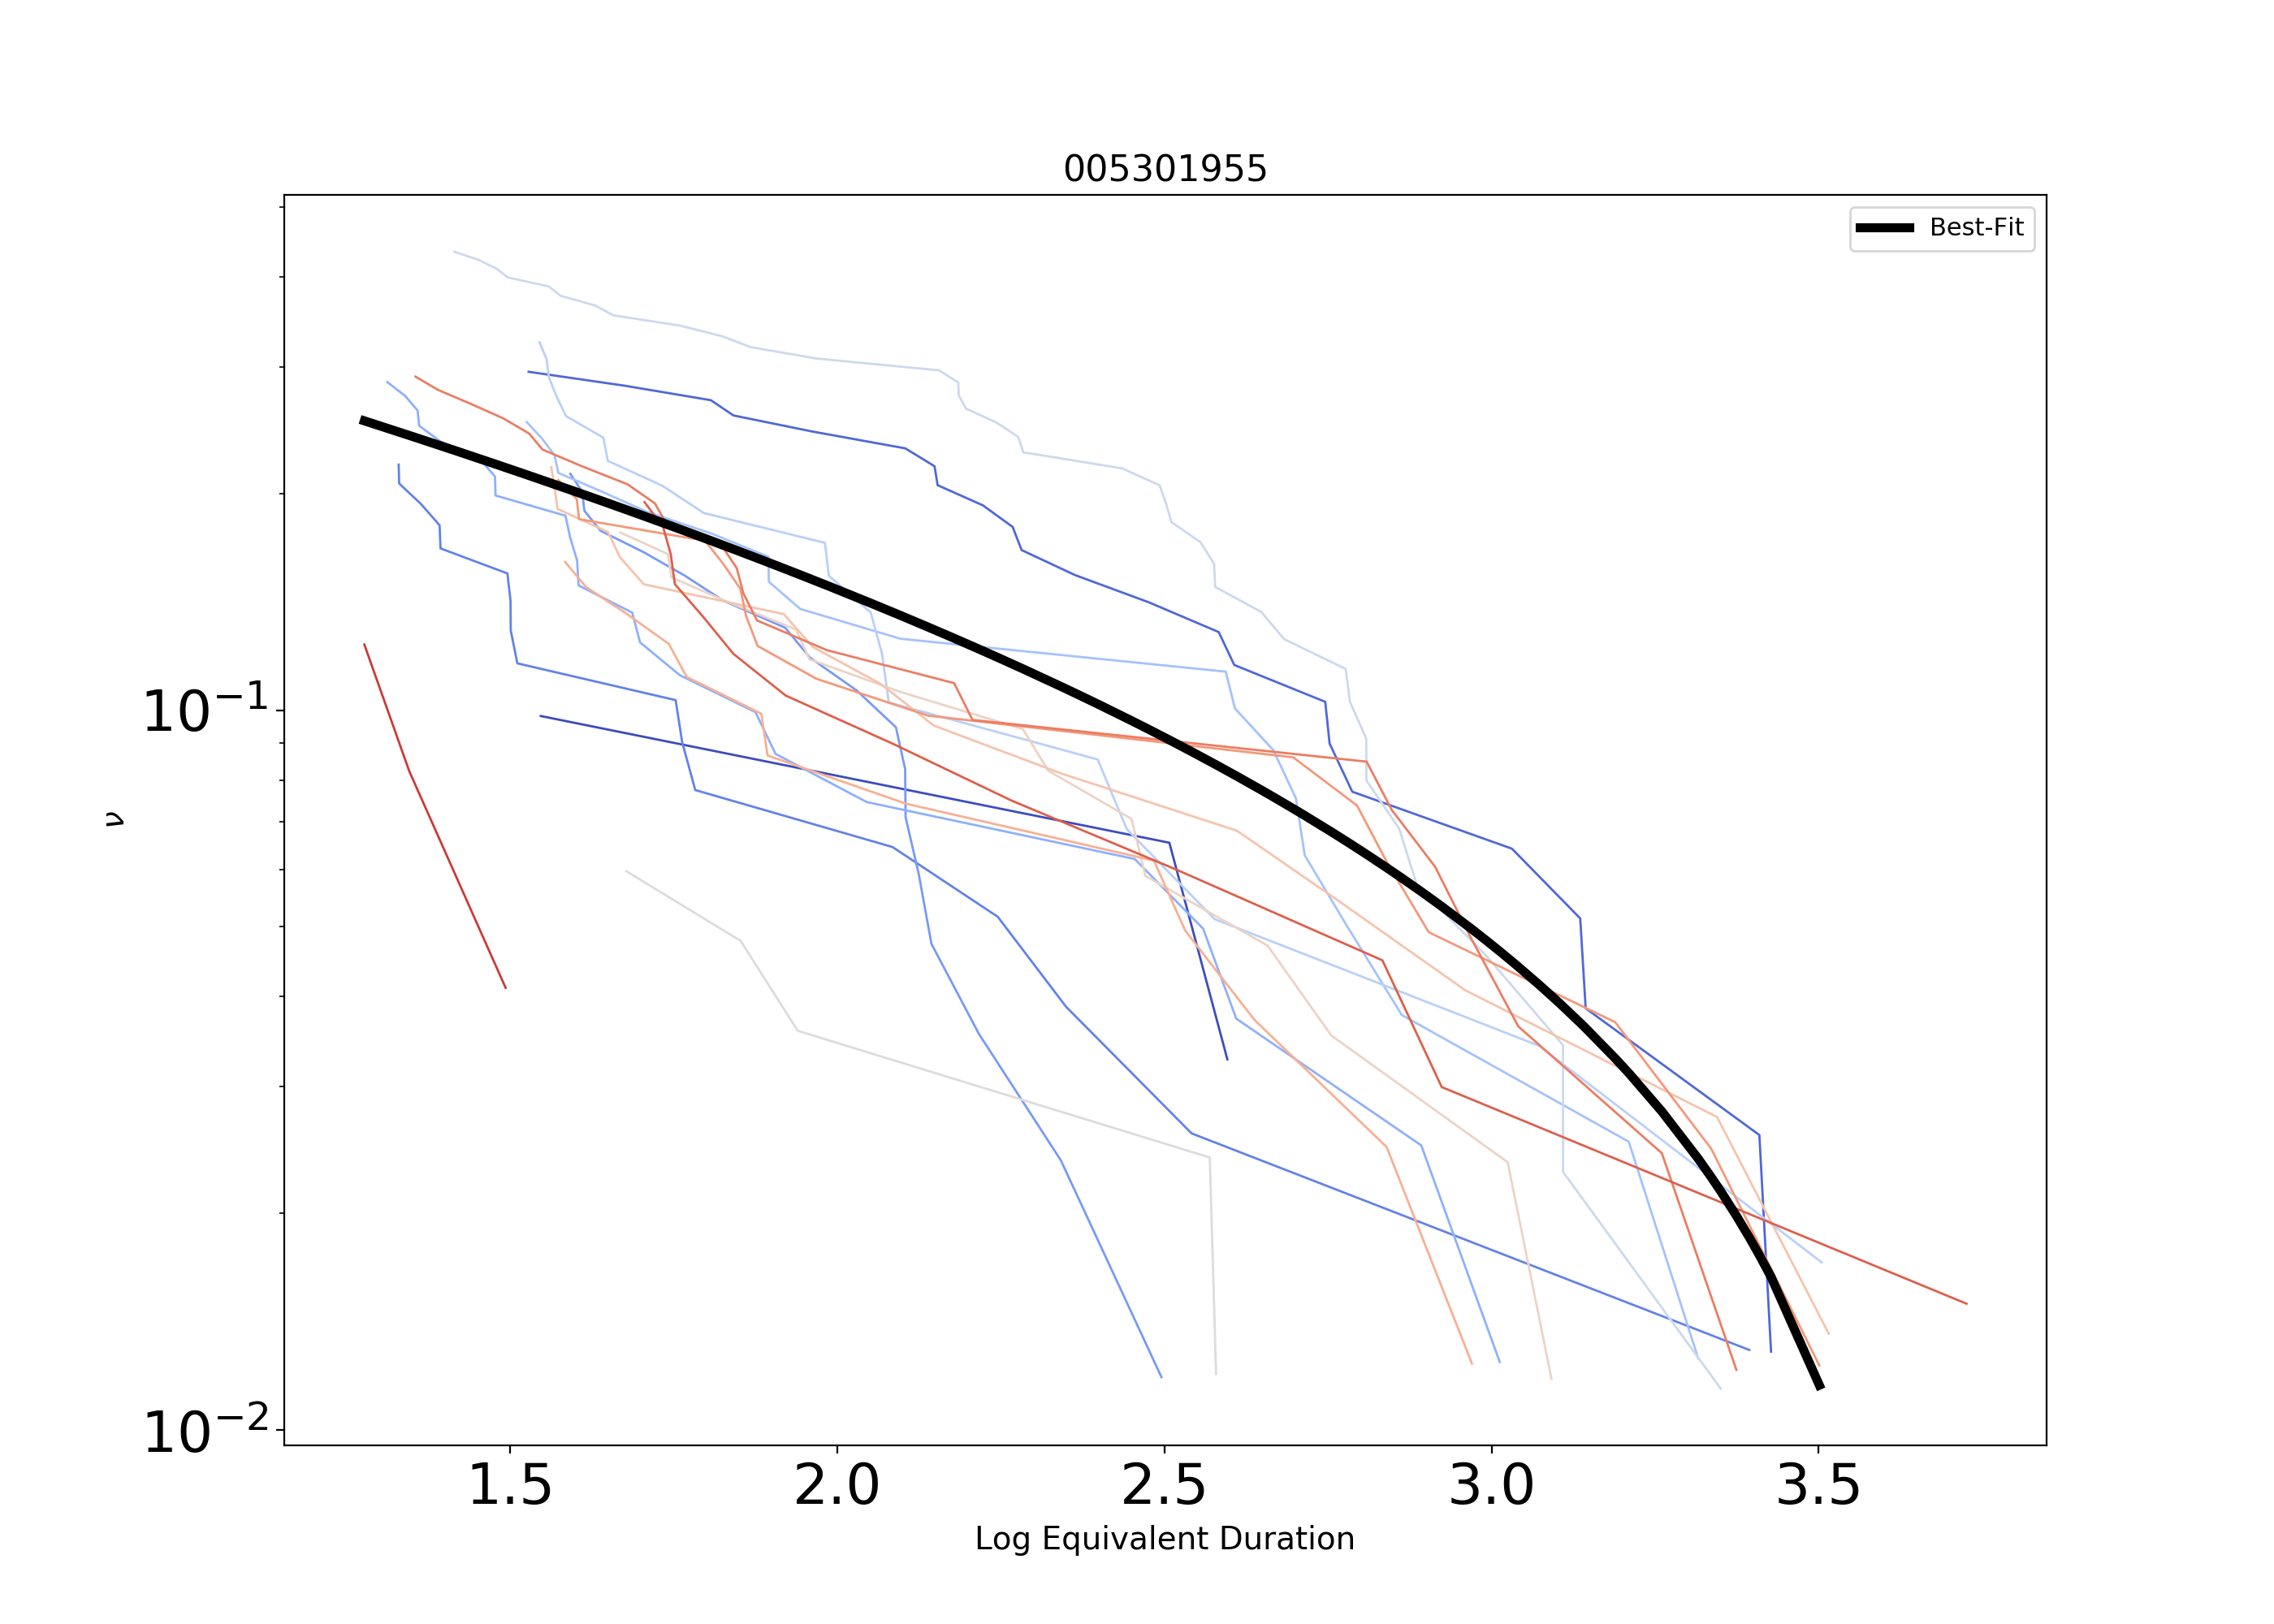 005301955
Best-Fit
10⁻¹
ν
10⁻²
1.5 2.0 2.5 3.0 3.5
Log Equivalent Duration